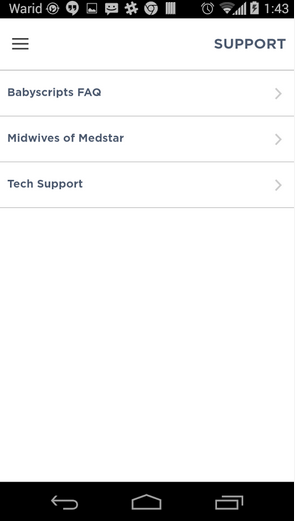 Warid 1:43
SUPPORT
Babyscripts FAQ
Midwives of Medstar
Tech Support